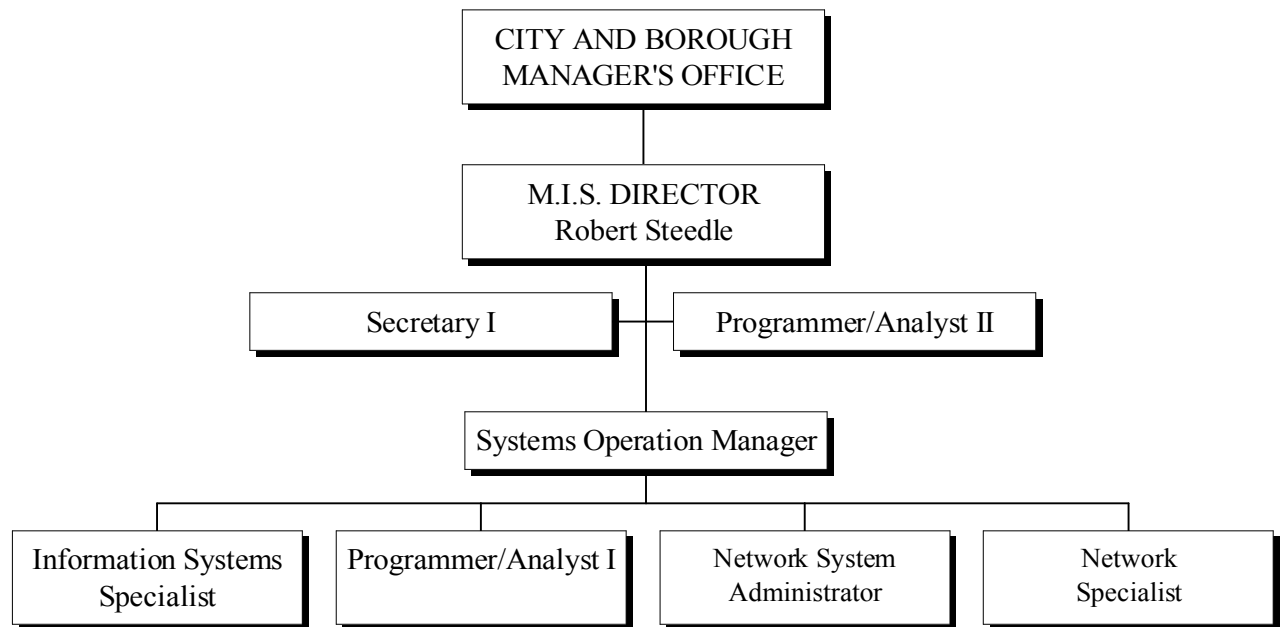 CITY AND BOROUGH
MANAGER'S OFFICE
M.I.S. DIRECTOR
Robert Steedle
Secretary I
Programmer/Analyst II
Systems Operation Manager
Information Systems
Specialist
Programmer/Analyst I
Network System
Administrator
Network
Specialist